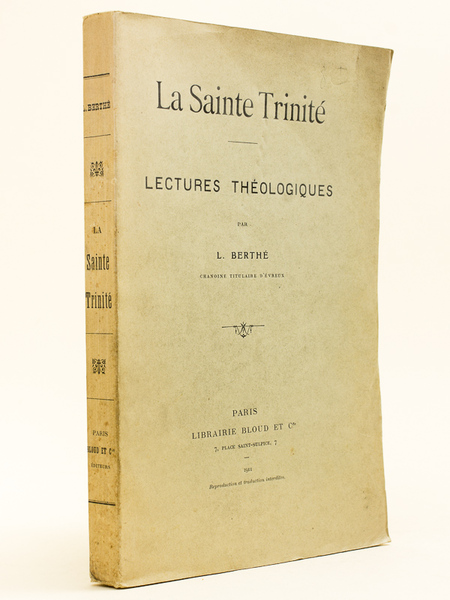 L. BERTHÉ
LA
Sainte
Trinité
PARIS
BLOUD ET Cie
ÉDITEURS
La Sainte Trinité
LECTURES THÉOLOGIQUES
PAR
L. BERTHÉ
CHANOINE TITULAIRE D'ÉVREUX
PARIS
LIBRAIRIE BLOUD ET Cie
7, PLACE SAINT-SULPICE, 7
1911
Reproduction et traduction interdites.